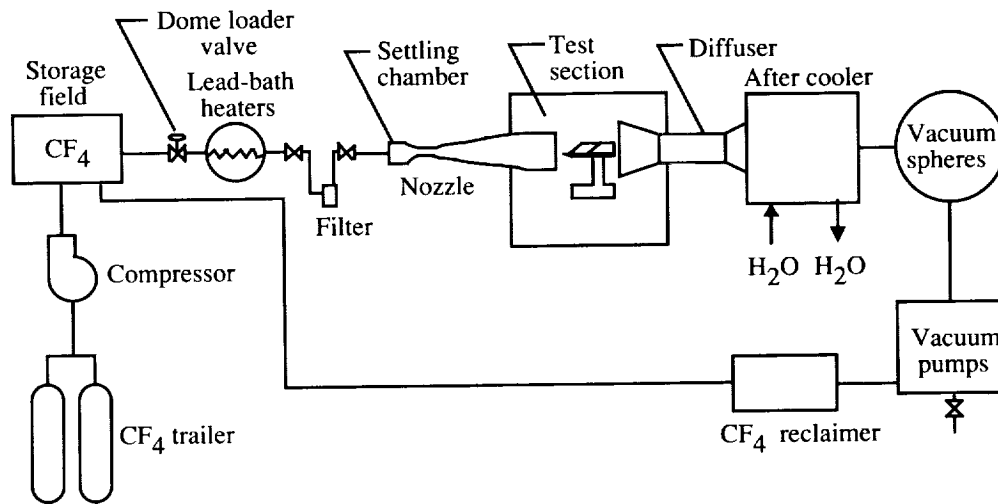 Dome loader
valve
Storage
field
Lead-bath
heaters
Settling
chamber
Test
section
Diffuser
After cooler
CF4
Nozzle
Filter
Vacuum
spheres
H2O
H2O
Compressor
Vacuum
pumps
CF4 trailer
CF4 reclaimer